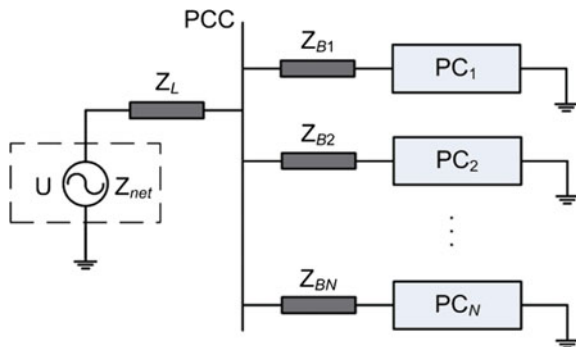 PCC
Z_B1
PC_1
Z_L
Z_B2
PC_2
U
Z_net
Z_BN
PC_N